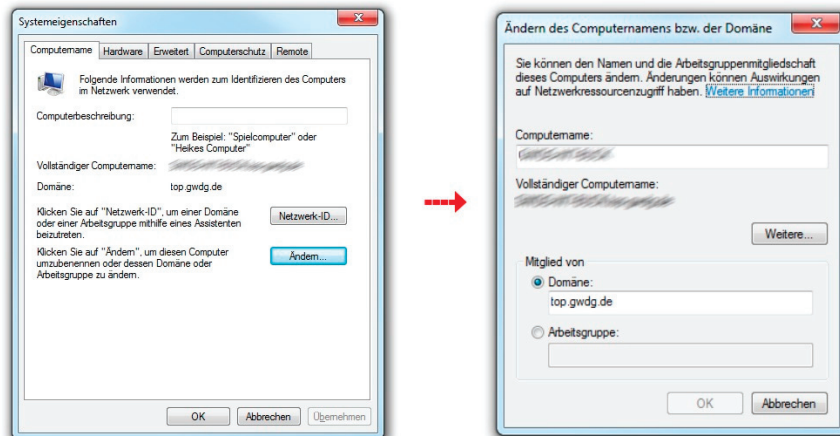 Systemeigenschaften
Computername Hardware Erweitert Computerschutz Remote
Folgende Informationen werden zum Identifizieren des Computers
im Netzwerk verwendet.
Computerbeschreibung:
Zum Beispiel: "Spielcomputer" oder
"Heikes Computer"
Vollständiger Computername:
Domäne: top.gwdg.de
Klicken Sie auf "Netzwerk-ID", um einer Domäne
oder einer Arbeitsgruppe mithilfe eines Assistenten
beizutreten.
Netzwerk-ID...
Klicken Sie auf "Ändern", um diesen Computer
umzubenennen oder dessen Domäne oder
Arbeitsgruppe zu ändern.
Ändern...
OK Abbrechen Übernehmen
Ändern des Computernamens bzw. der Domäne
Sie können den Namen und die Arbeitsgruppenmitgliedschaft
dieses Computers ändern. Änderungen können Auswirkungen
auf Netzwerkressourcenzugriff haben. Weitere Informationen
Computername:
Vollständiger Computername:
Weitere...
Mitglied von
Domäne:
top.gwdg.de
Arbeitsgruppe:
OK Abbrechen